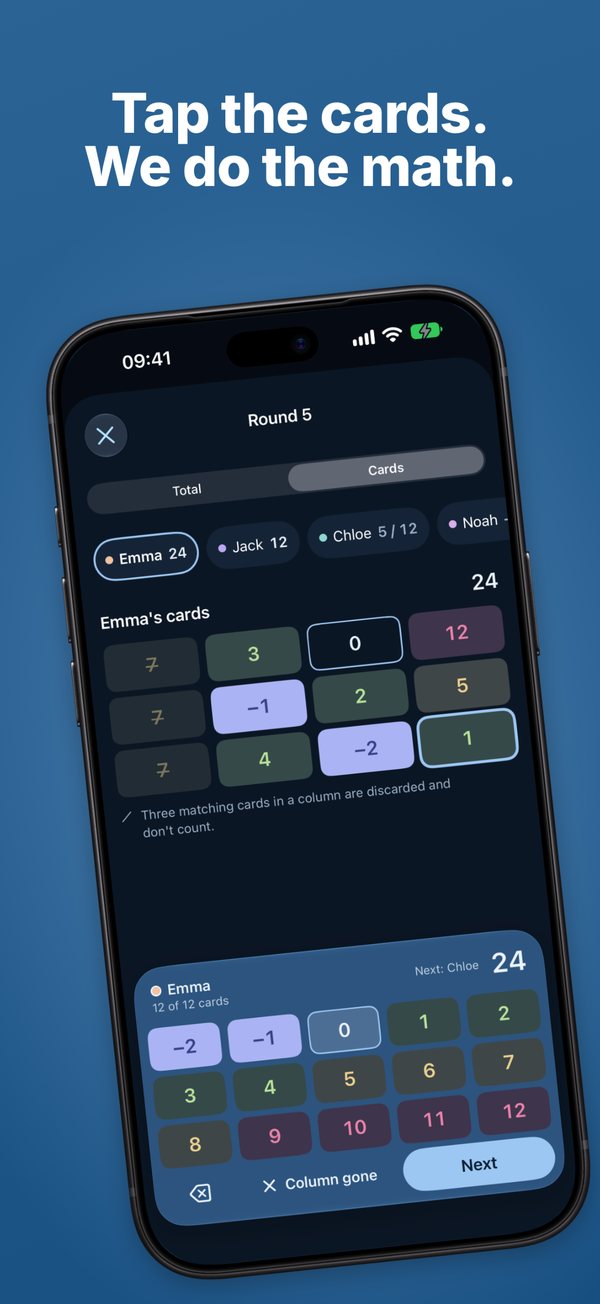 Tap the cards.
We do the math.
09:41
Round 5
Total
Cards
Emma 24
Jack 12
Chloe 5 / 12
Noah
Emma's cards
24
7 3 0 12
7 −1 2 5
7 4 −2 1
Three matching cards in a column are discarded and
don't count.
Emma
12 of 12 cards
Next: Chloe
24
−2 −1 0 1 2
3 4 5 6 7
8 9 10 11 12
Column gone
Next